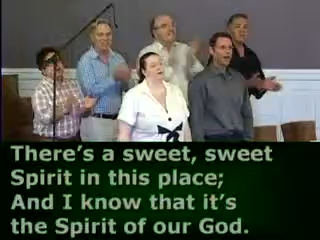 There's a sweet, sweet
Spirit in this place;
And I know that it's
the Spirit of our God.